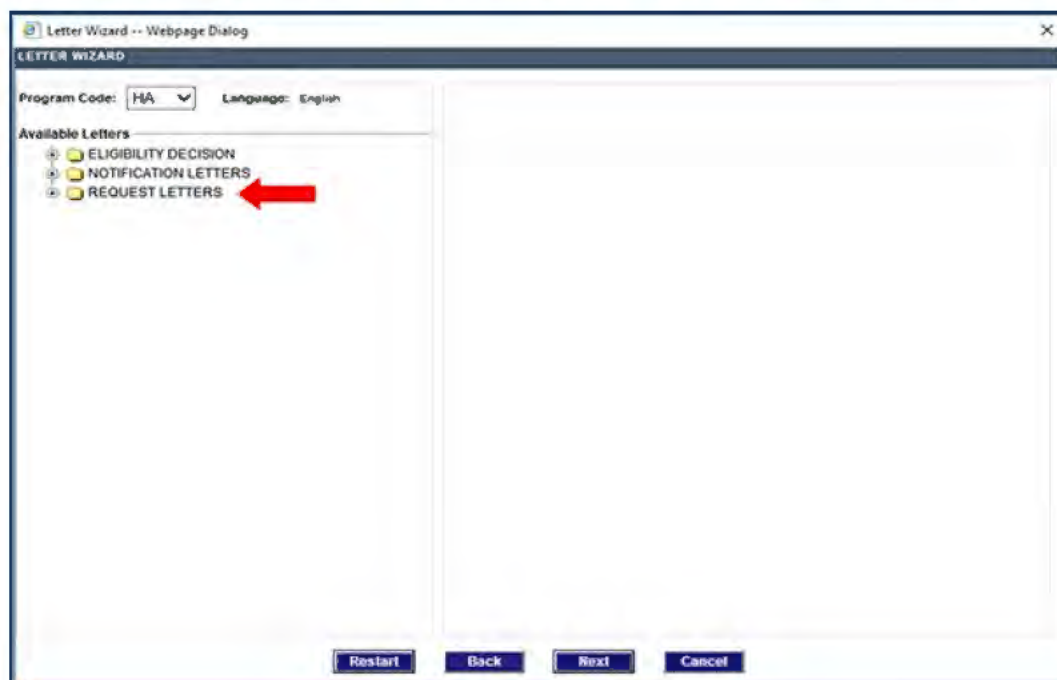 Letter Wizard -- Webpage Dialog
LETTER WIZARD
Program Code: HA Language: English
Available Letters
ELIGIBILITY DECISION
NOTIFICATION LETTERS
REQUEST LETTERS
Restart Back Next Cancel